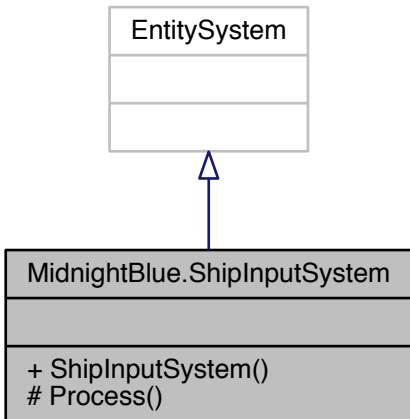 EntitySystem
MidnightBlue.ShipInputSystem
+ ShipInputSystem()
# Process()